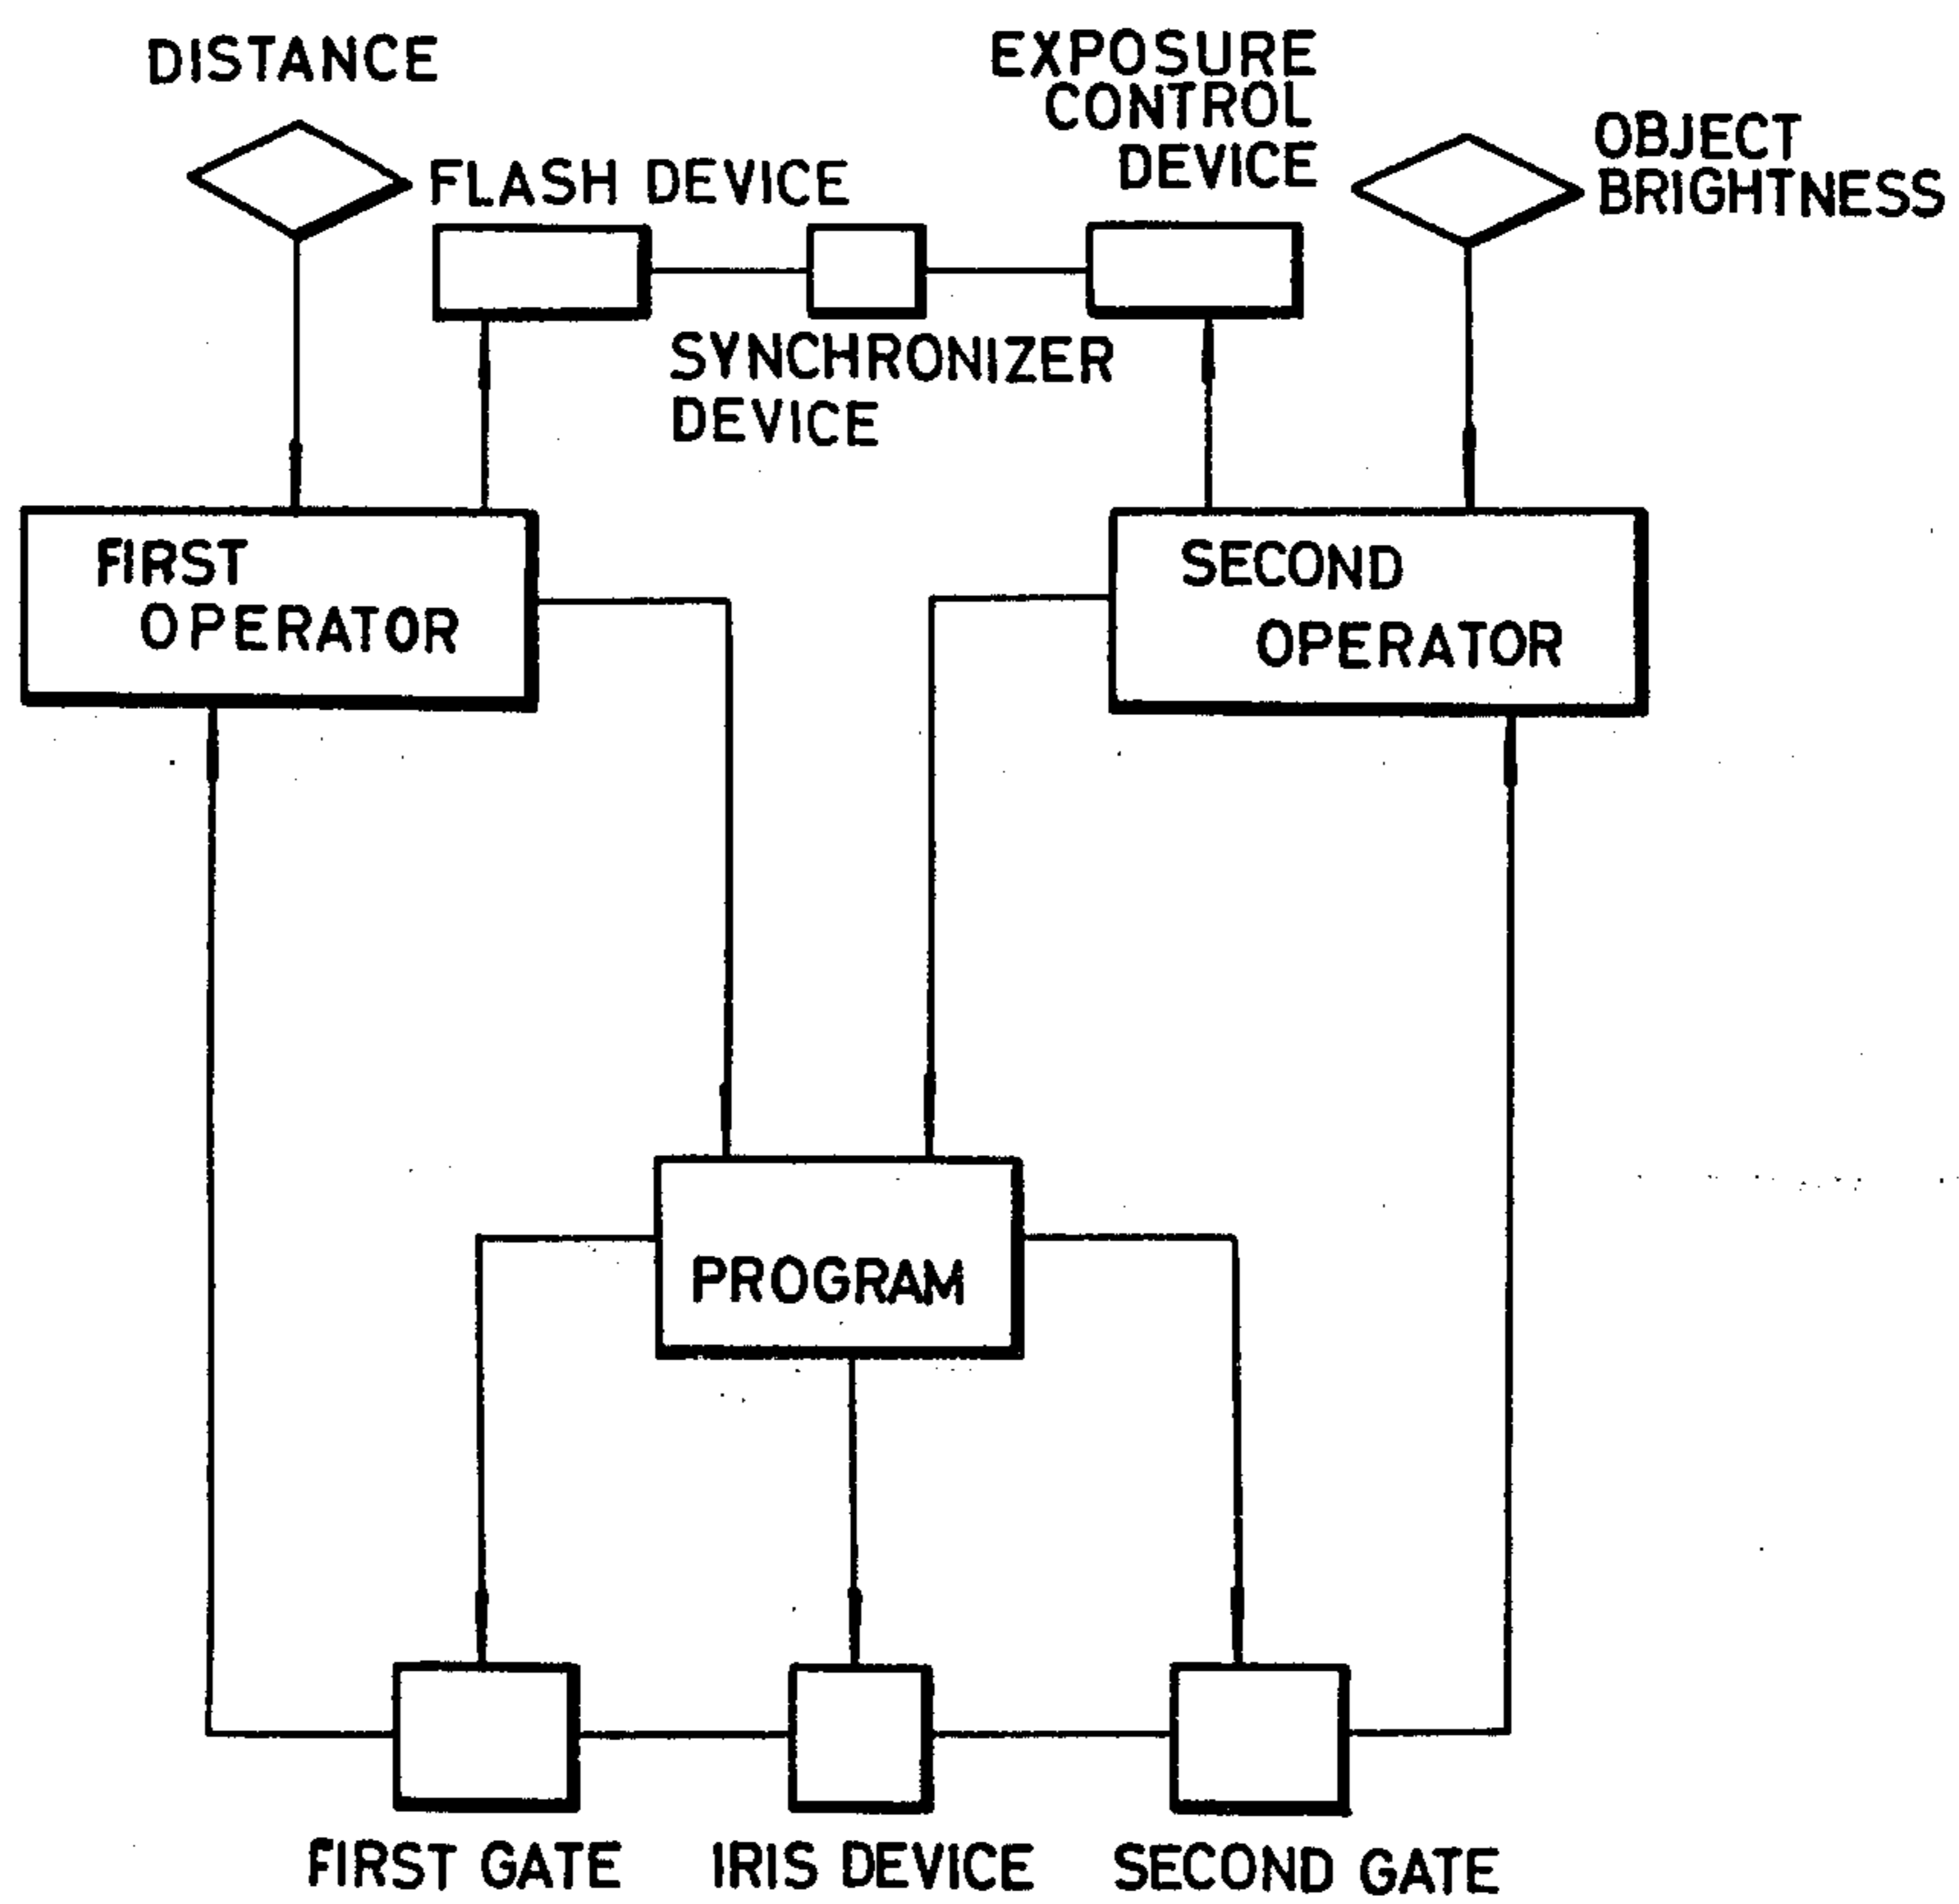 DISTANCE
EXPOSURE
CONTROL
DEVICE
OBJECT
BRIGHTNESS
FLASH DEVICE
SYNCHRONIZER
DEVICE
FIRST
OPERATOR
SECOND
OPERATOR
PROGRAM
FIRST GATE
IRIS DEVICE
SECOND GATE